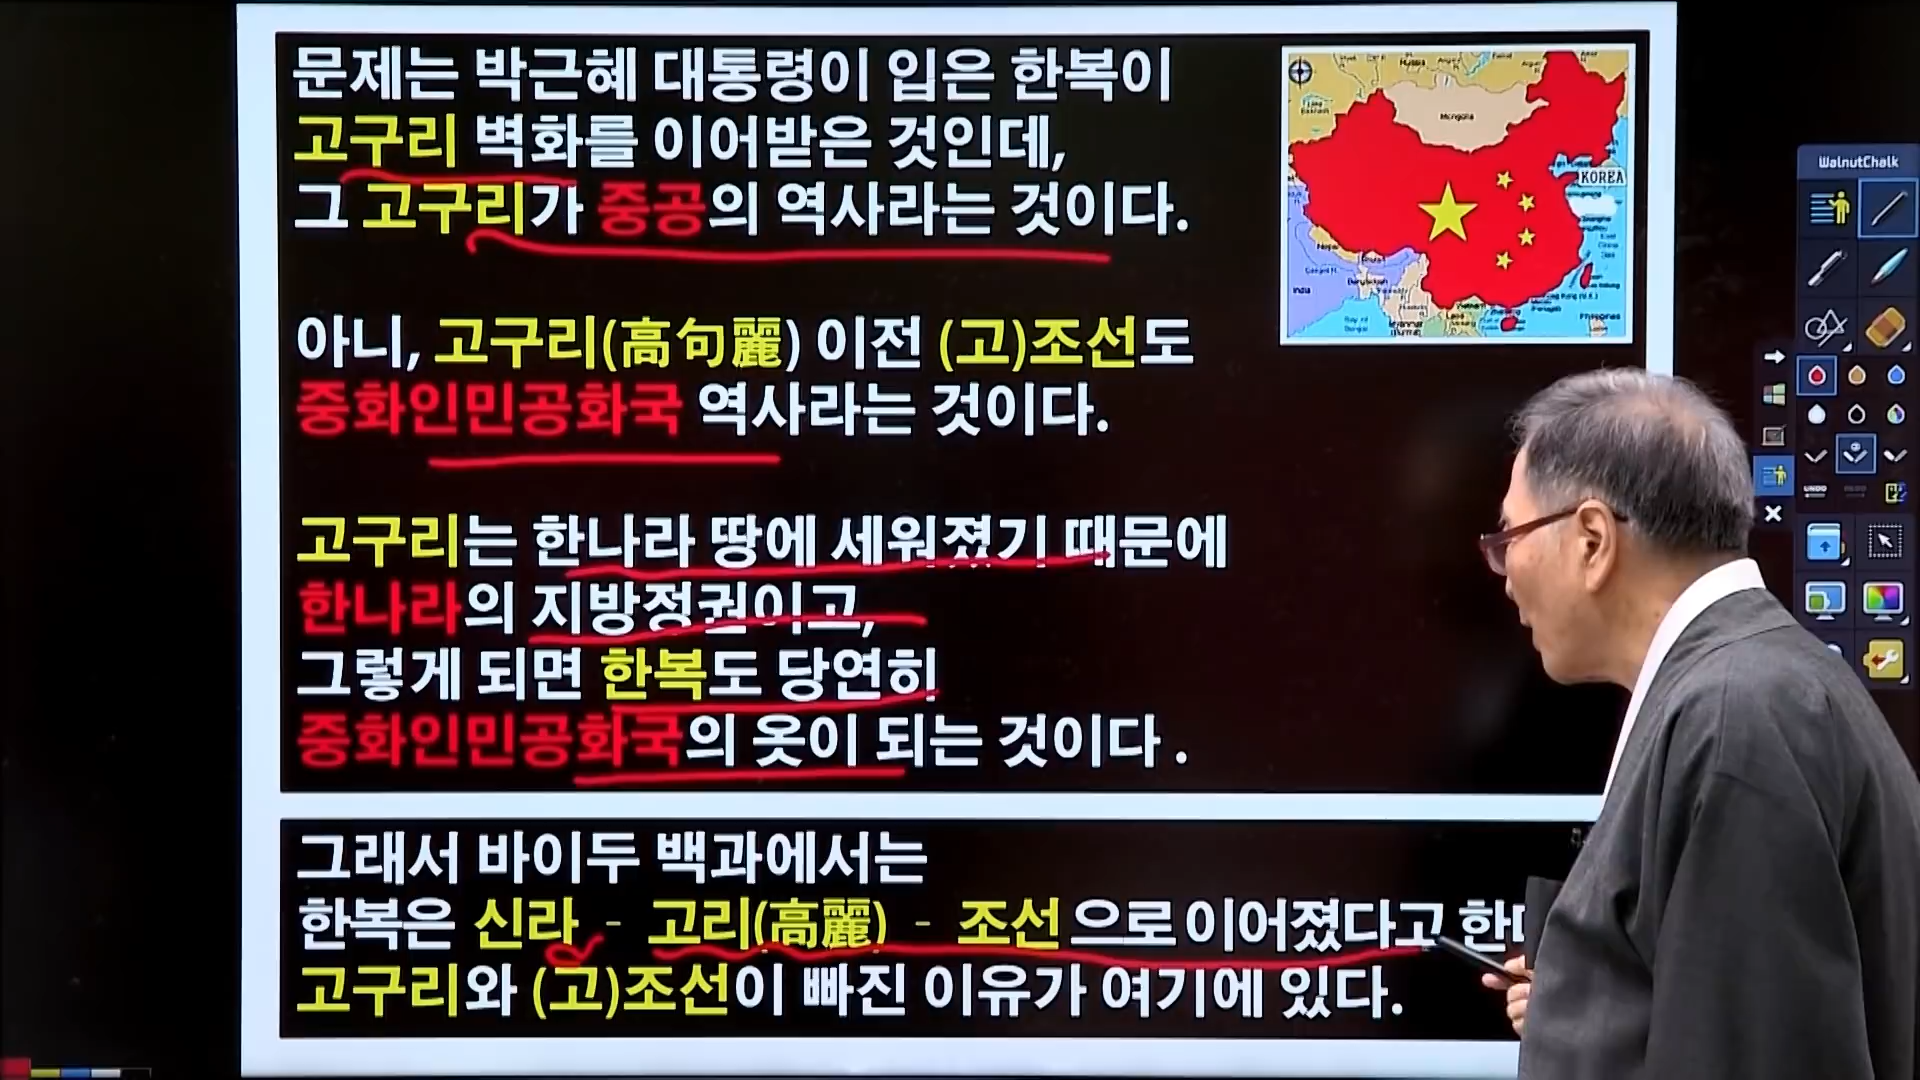 문제는 박근혜 대통령이 입은 한복이
고구리 벽화를 이어받은 것인데,
그 고구리가 중공의 역사라는 것이다.
아니, 고구리(高句麗) 이전 (고)조선도
중화인민공화국 역사라는 것이다.
고구리는 한나라 땅에 세워졌기 때문에
한나라의 지방정권이고,
그렇게 되면 한복도 당연히
중화인민공화국의 옷이 되는 것이다.
그래서 바이두 백과에서는
한복은 신라 - 고리(高麗) - 조선으로 이어졌다고
고구리와 (고)조선이 빠진 이유가 여기에 있다.
Mongolia
KOREA
Nepal
India
WalnutChalk
UNDO